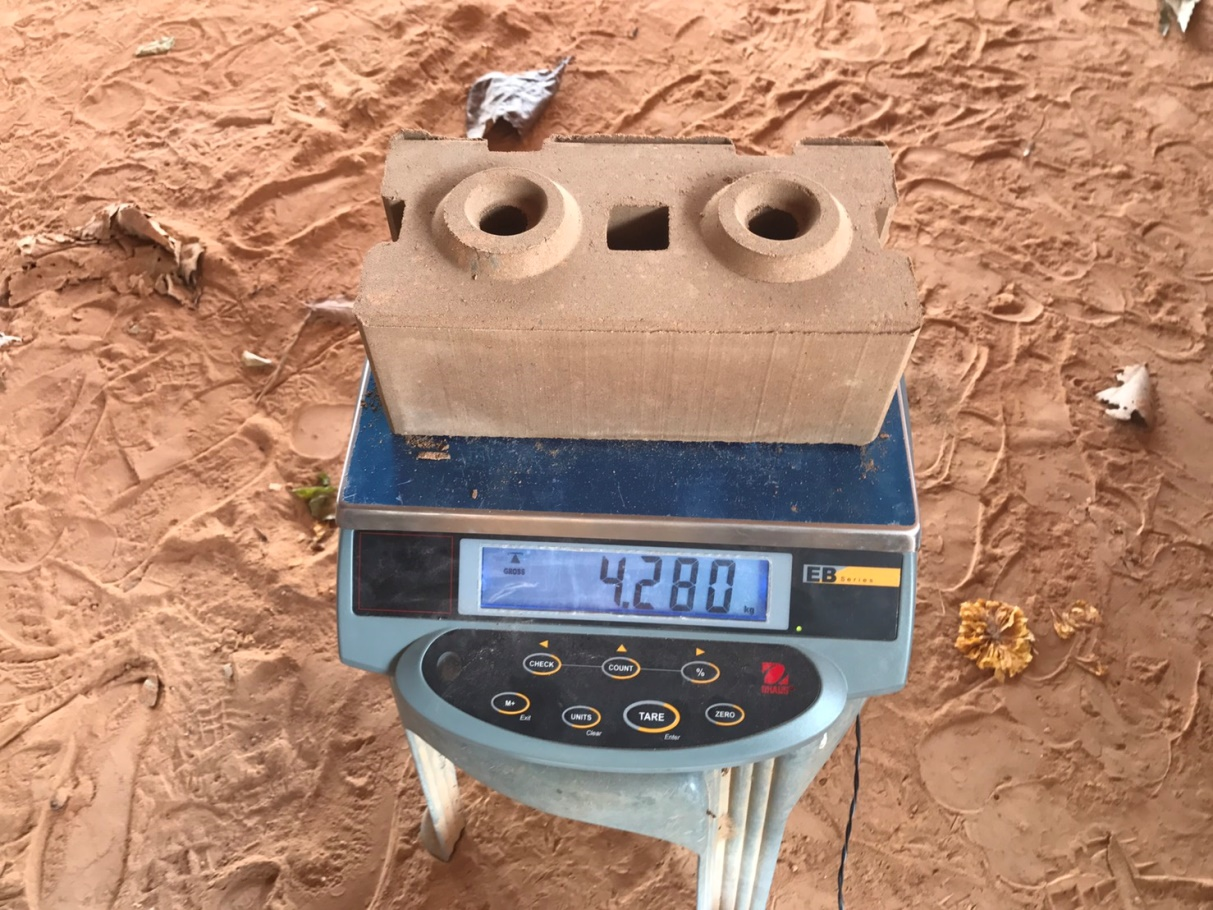 GROSS
4.280 kg
EB Series
CHECK COUNT %
M+ UNITS TARE ZERO
Exit Clear Enter
OHAUS